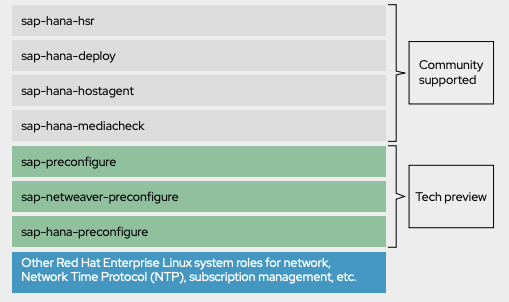 sap-hana-hsr
sap-hana-deploy
sap-hana-hostagent
sap-hana-mediacheck
Community
supported
sap-preconfigure
sap-netweaver-preconfigure
sap-hana-preconfigure
Tech preview
Other Red Hat Enterprise Linux system roles for network,
Network Time Protocol (NTP), subscription management, etc.